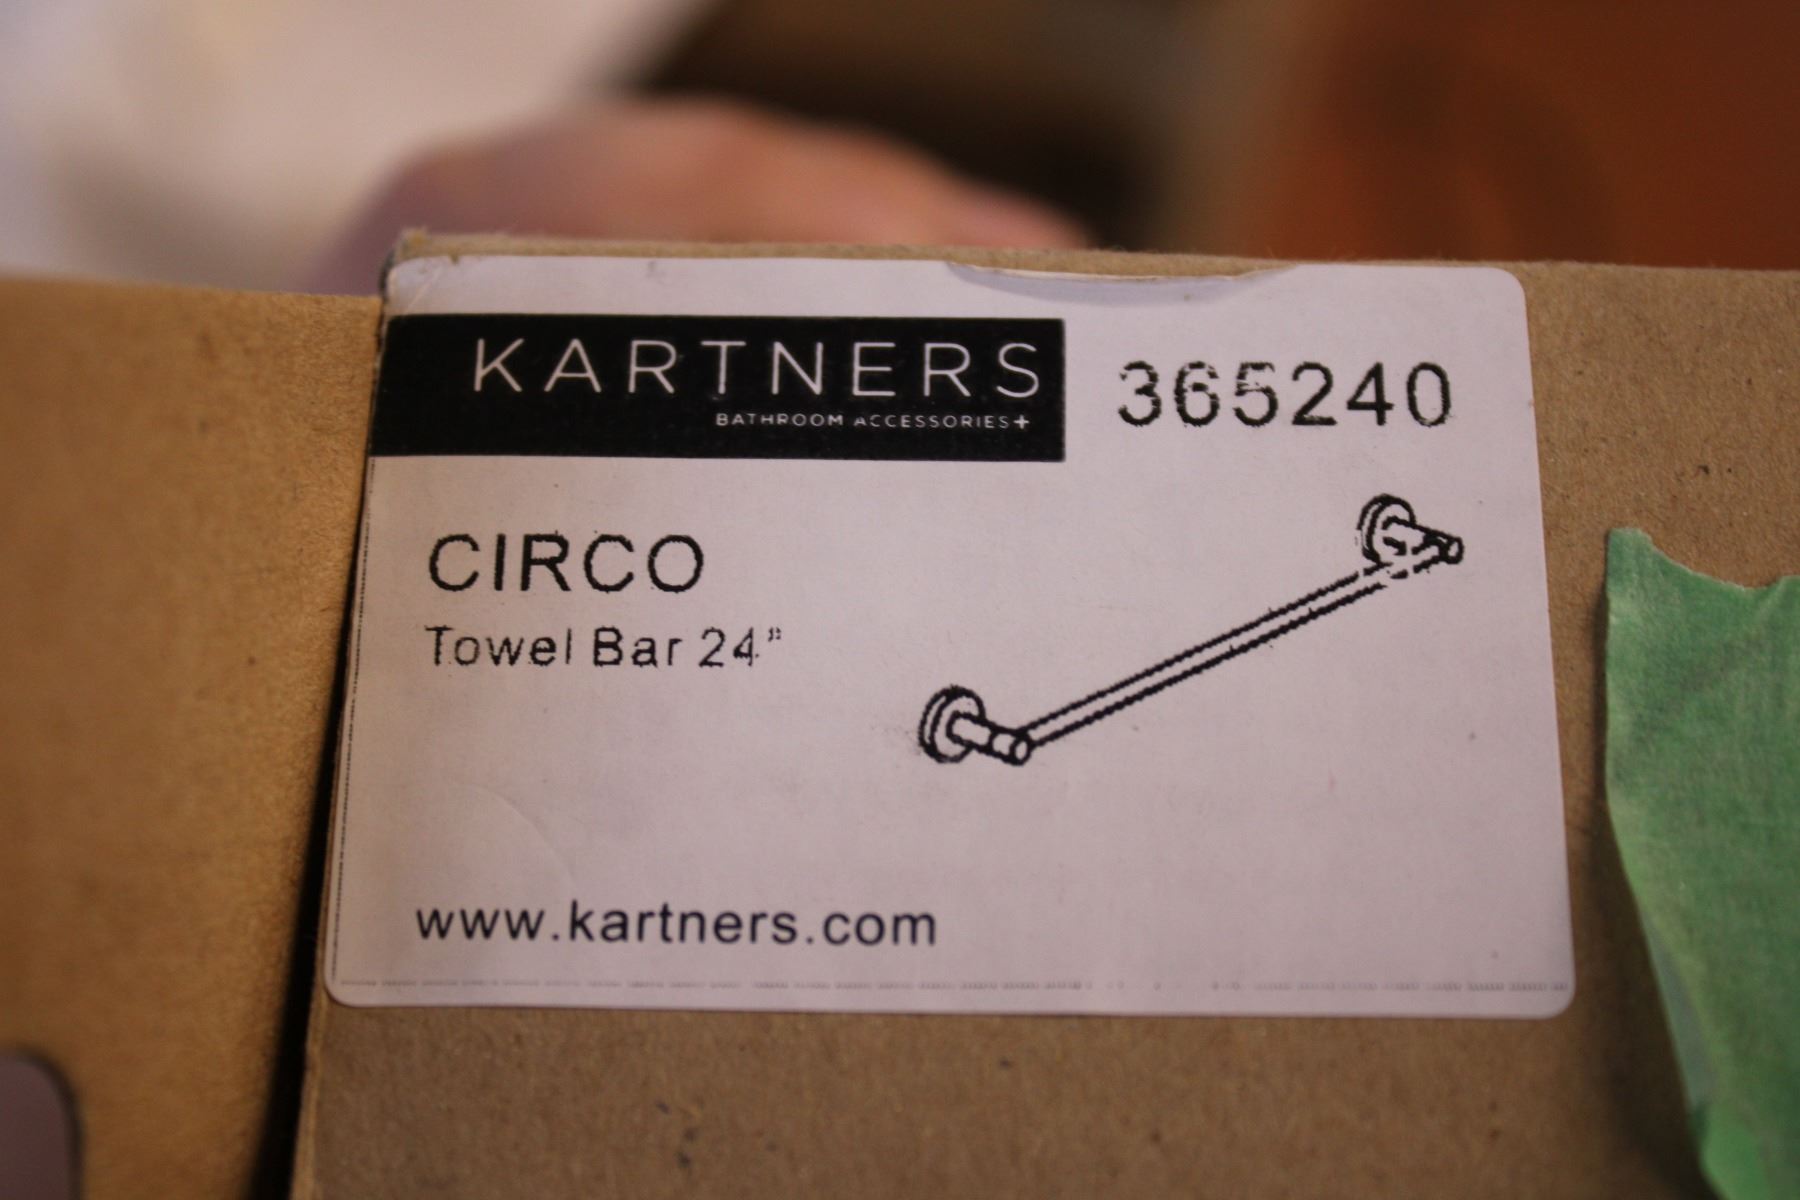 KARTNERS
BATHROOM ACCESSORIES+
365240
CIRCO
Towel Bar 24"
www.kartners.com